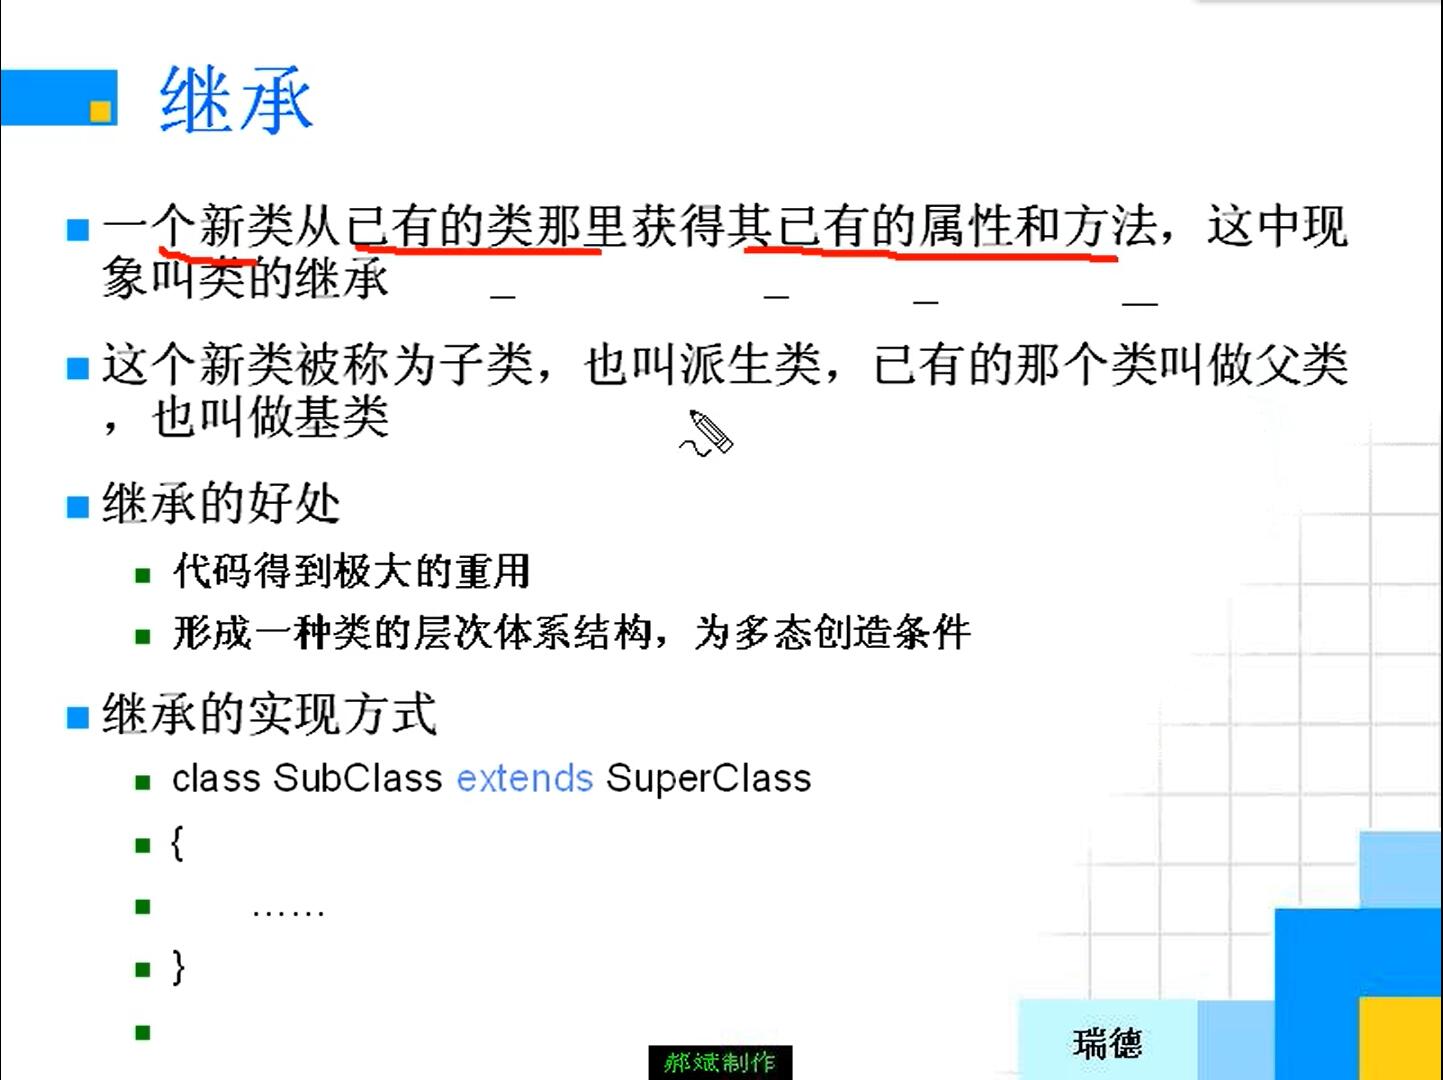 继承
一个新类从已有的类那里获得其已有的属性和方法，这中现
象叫类的继承
这个新类被称为子类，也叫派生类，已有的那个类叫做父类
，也叫做基类
继承的好处
代码得到极大的重用
形成一种类的层次体系结构，为多态创造条件
继承的实现方式
class SubClass extends SuperClass
{
……
}
瑞德
郝斌制作